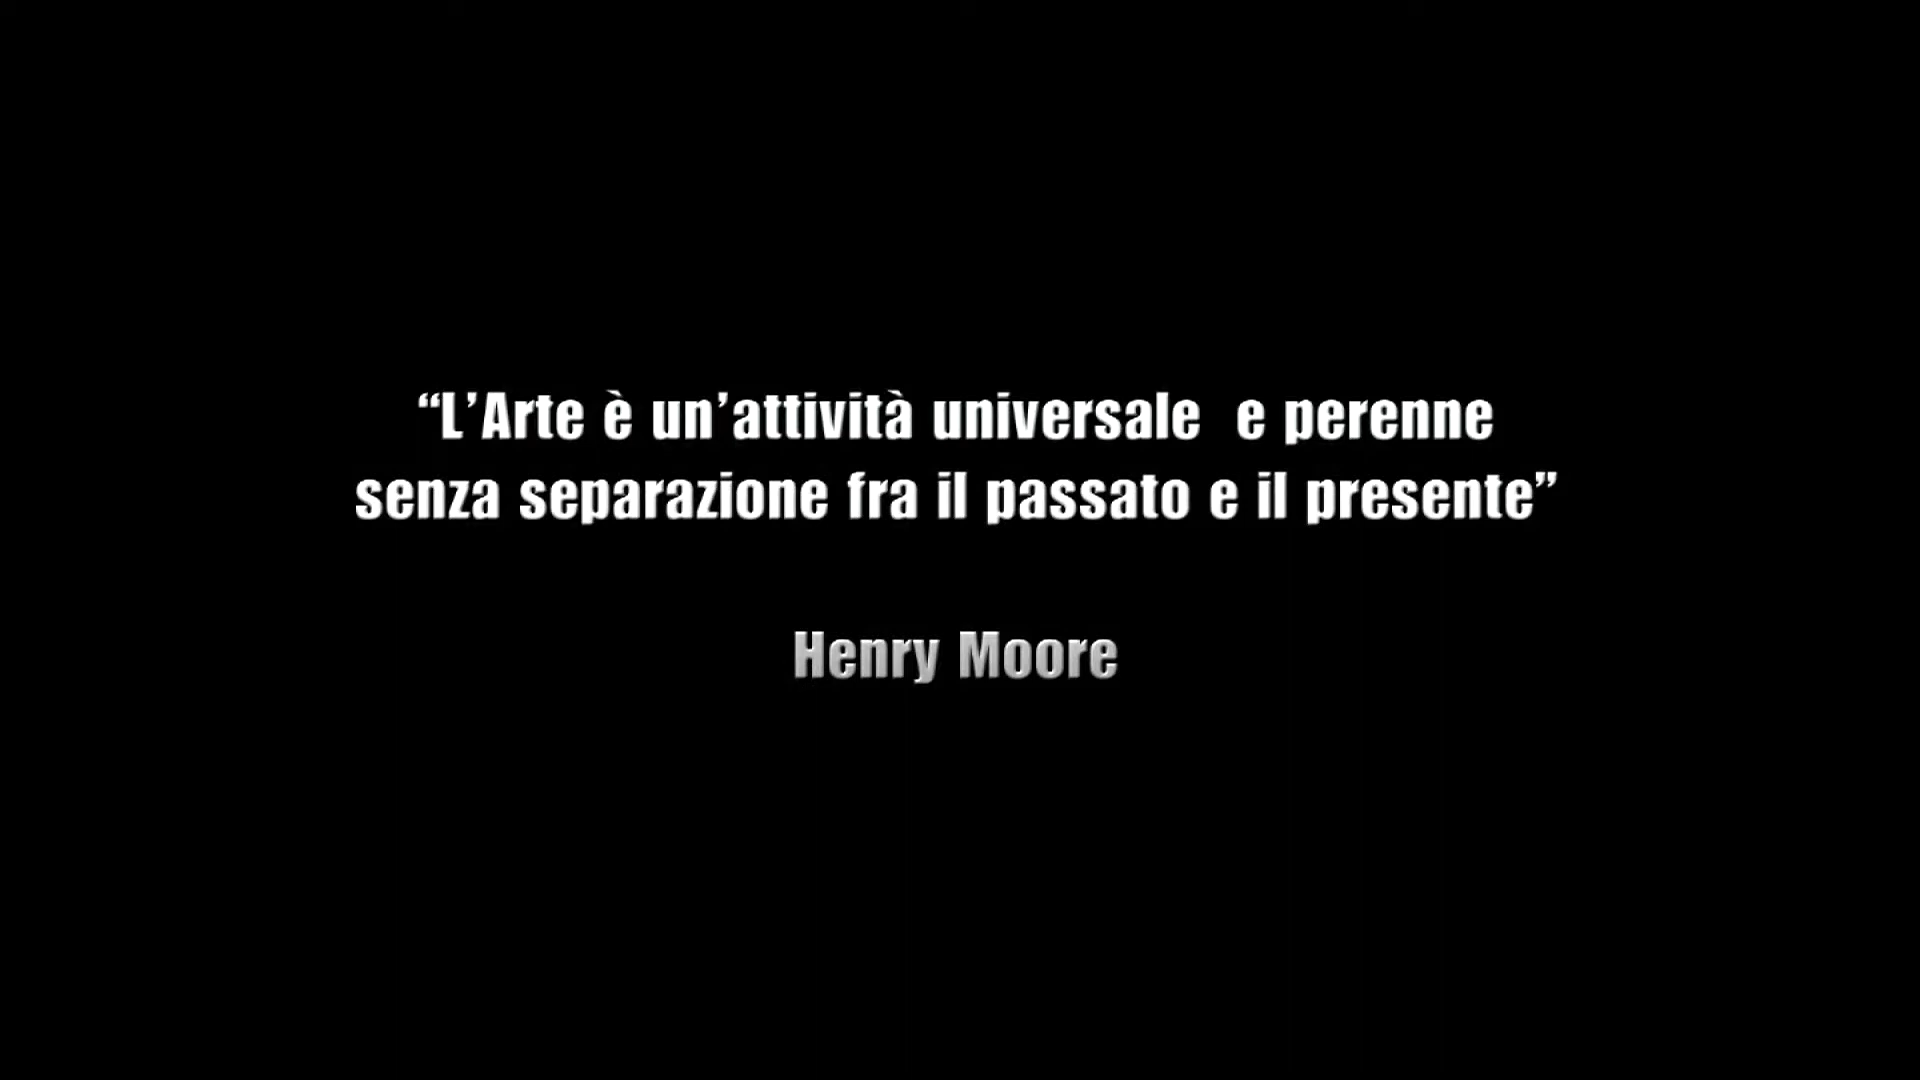 “L’Arte è un’attività universale  e perenne
senza separazione fra il passato e il presente”
Henry Moore